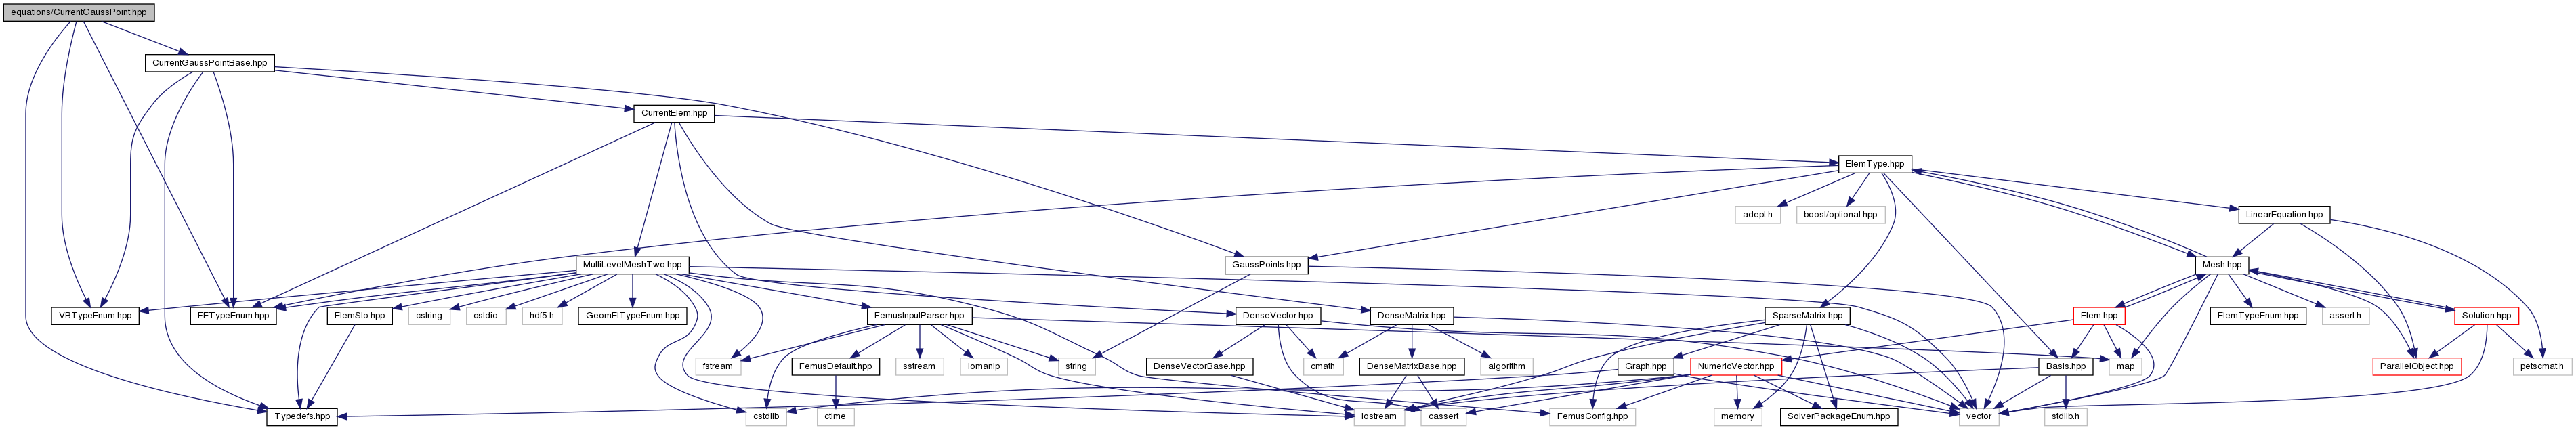 equations/CurrentGaussPoint.hpp
CurrentGaussPointBase.hpp
CurrentElem.hpp
ElemType.hpp
adept.h
boost/optional.hpp
LinearEquation.hpp
MultiLevelMeshTwo.hpp
GaussPoints.hpp
Mesh.hpp
VBTypeEnum.hpp
FETypeEnum.hpp
ElemSto.hpp
cstring
cstdio
hdf5.h
GeomElTypeEnum.hpp
FemusInputParser.hpp
DenseVector.hpp
DenseMatrix.hpp
SparseMatrix.hpp
Elem.hpp
ElemTypeEnum.hpp
assert.h
Solution.hpp
fstream
FemusDefault.hpp
sstream
iomanip
string
DenseVectorBase.hpp
cmath
DenseMatrixBase.hpp
algorithm
Graph.hpp
NumericVector.hpp
Basis.hpp
map
ParallelObject.hpp
petscmat.h
Typedefs.hpp
cstdlib
ctime
iostream
cassert
FemusConfig.hpp
memory
SolverPackageEnum.hpp
vector
stdlib.h